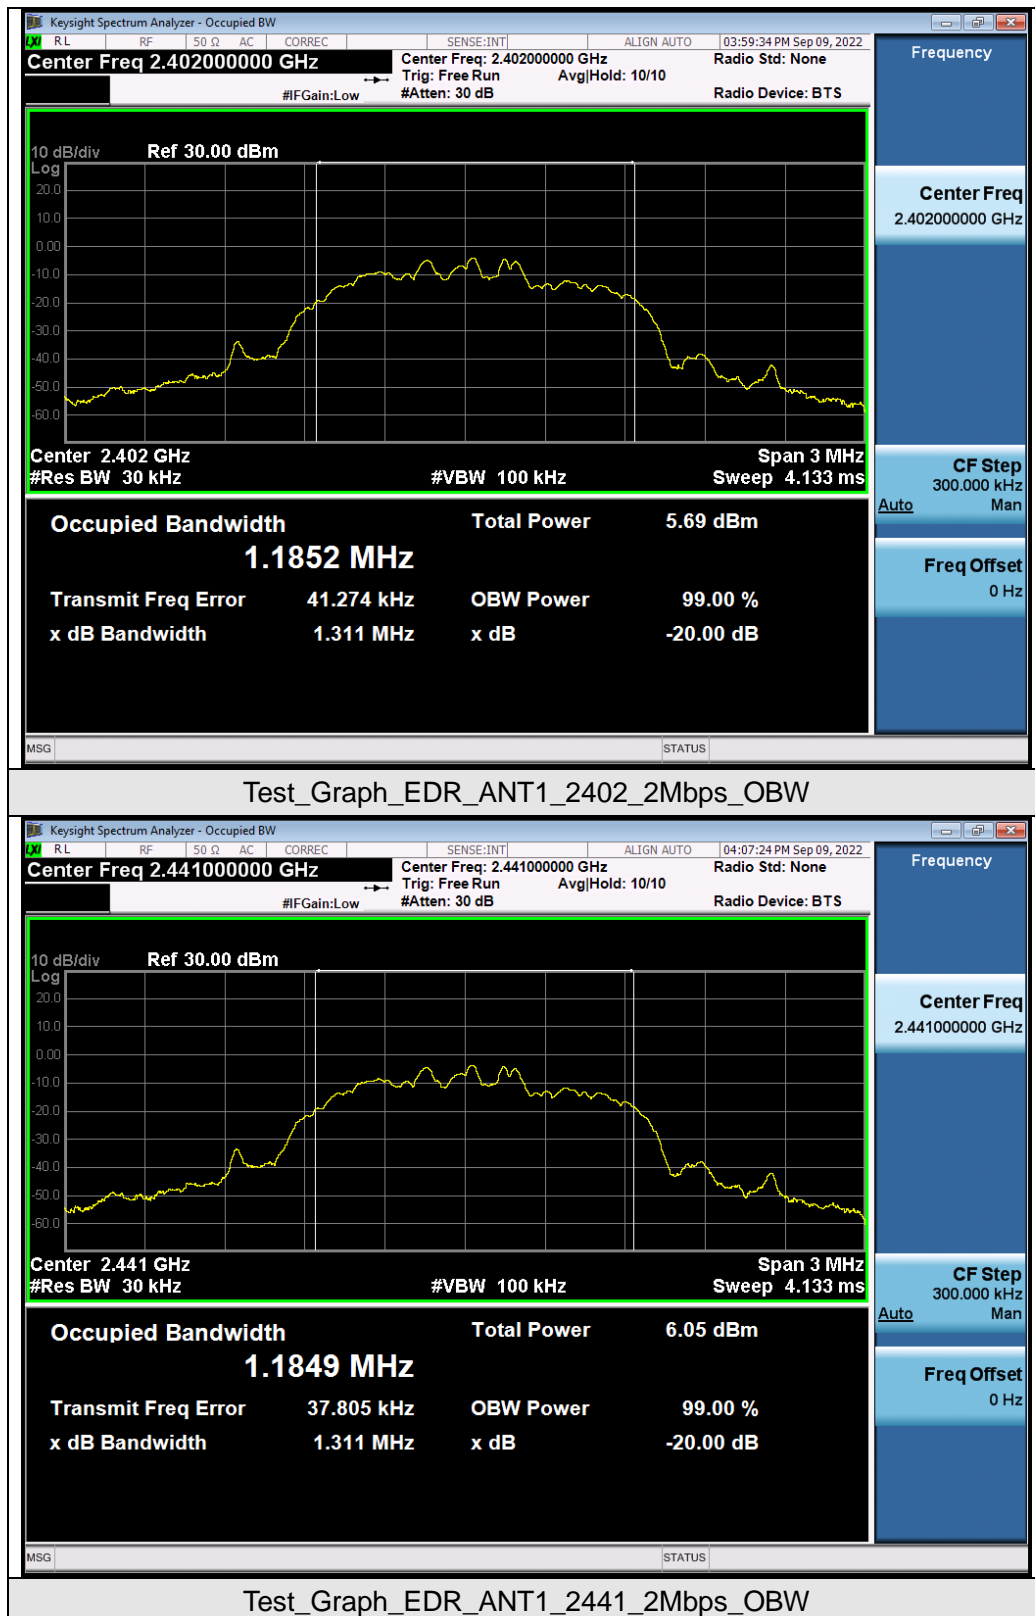 Keysight Spectrum Analyzer - Occupied BW
LXI RL RF 50 Ω AC CORREC SENSE:INT ALIGN AUTO 03:59:34 PM Sep 09, 2022
Center Freq 2.402000000 GHz Center Freq: 2.402000000 GHz Radio Std: None Frequency
Trig: Free Run Avg|Hold: 10/10
#IFGain:Low #Atten: 30 dB Radio Device: BTS
10 dB/div Ref 30.00 dBm
Log
20.0
Center Freq
10.0
2.402000000 GHz
0.00
-10.0
-20.0
-30.0
-40.0
-50.0
-60.0
Center 2.402 GHz Span 3 MHz
#Res BW 30 kHz #VBW 100 kHz Sweep 4.133 ms
CF Step
300.000 kHz
Auto Man
Occupied Bandwidth Total Power 5.69 dBm
1.1852 MHz
Freq Offset
0 Hz
Transmit Freq Error 41.274 kHz OBW Power 99.00 %
x dB Bandwidth 1.311 MHz x dB -20.00 dB
MSG STATUS
Test_Graph_EDR_ANT1_2402_2Mbps_OBW
Keysight Spectrum Analyzer - Occupied BW
LXI RL RF 50 Ω AC CORREC SENSE:INT ALIGN AUTO 04:07:24 PM Sep 09, 2022
Center Freq 2.441000000 GHz Center Freq: 2.441000000 GHz Radio Std: None Frequency
Trig: Free Run Avg|Hold: 10/10
#IFGain:Low #Atten: 30 dB Radio Device: BTS
10 dB/div Ref 30.00 dBm
Log
20.0
Center Freq
10.0
2.441000000 GHz
0.00
-10.0
-20.0
-30.0
-40.0
-50.0
-60.0
Center 2.441 GHz Span 3 MHz
#Res BW 30 kHz #VBW 100 kHz Sweep 4.133 ms
CF Step
300.000 kHz
Auto Man
Occupied Bandwidth Total Power 6.05 dBm
1.1849 MHz
Freq Offset
0 Hz
Transmit Freq Error 37.805 kHz OBW Power 99.00 %
x dB Bandwidth 1.311 MHz x dB -20.00 dB
MSG STATUS
Test_Graph_EDR_ANT1_2441_2Mbps_OBW